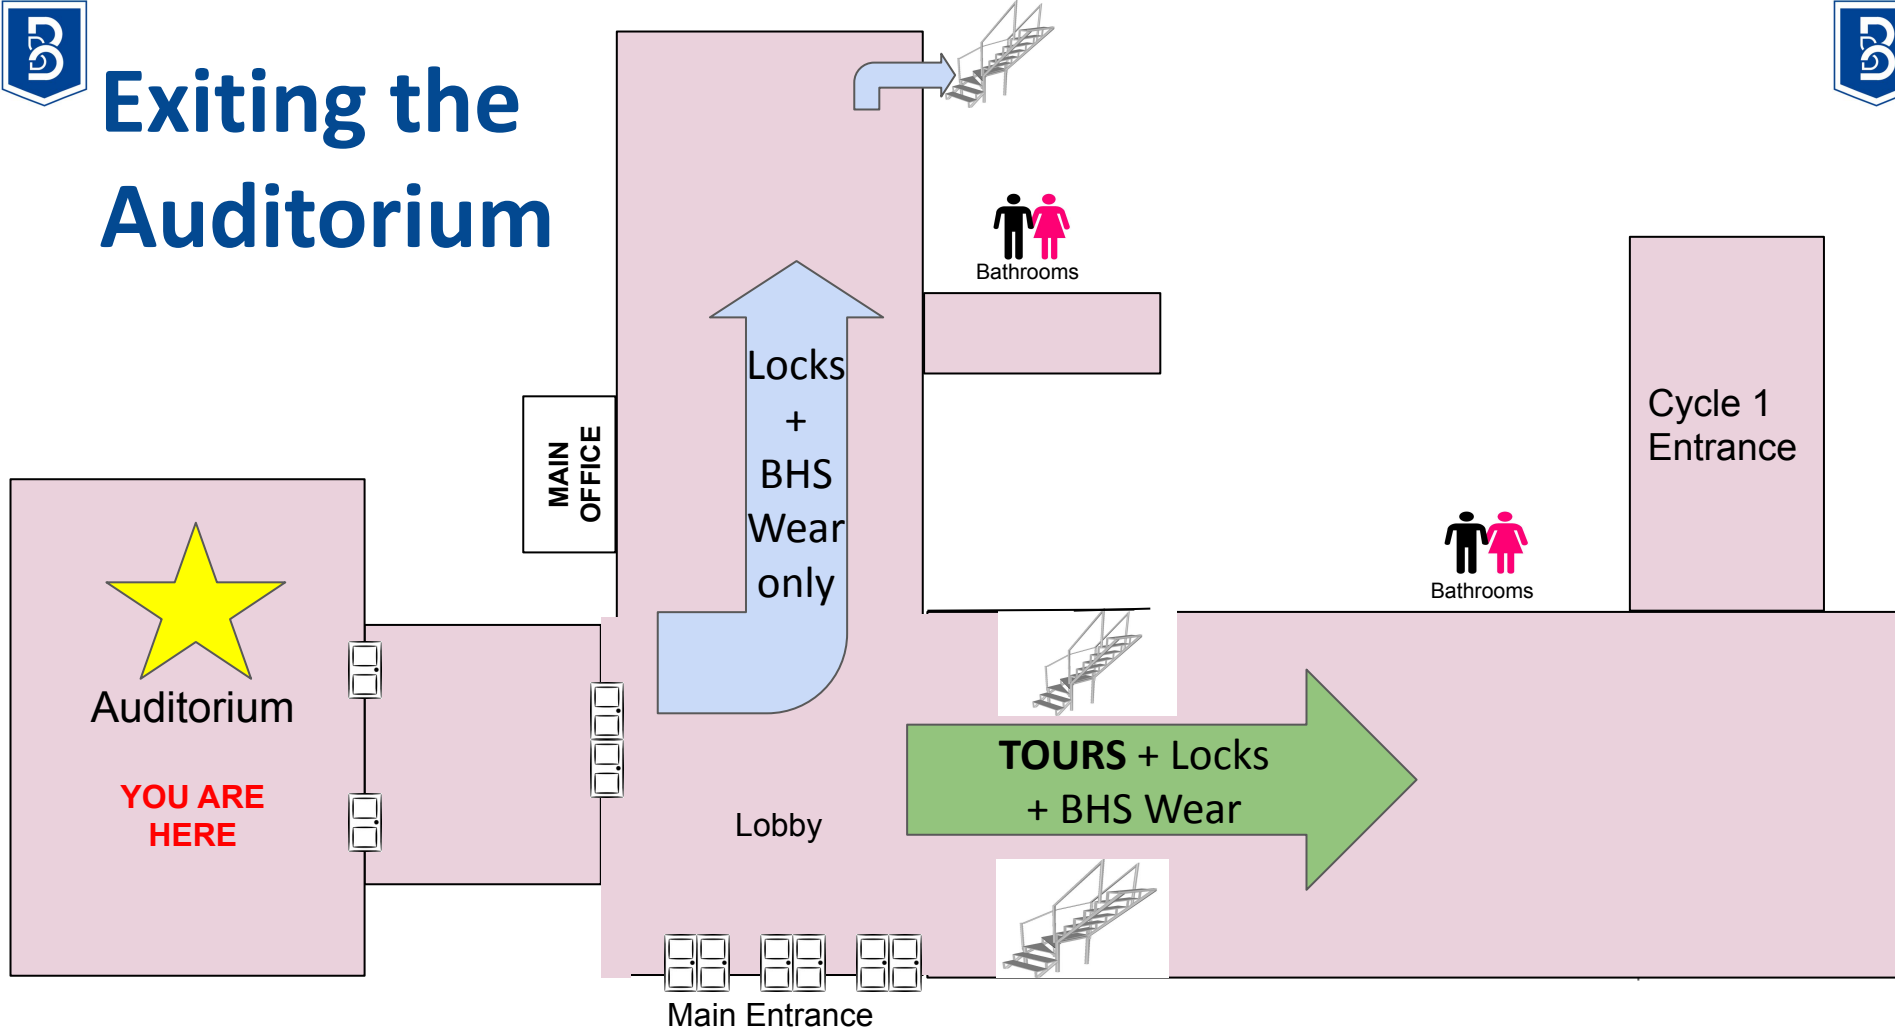 Exiting the
Auditorium
Bathrooms
Locks
+
BHS
Wear
only
MAIN
OFFICE
Cycle 1
Entrance
Bathrooms
Auditorium
YOU ARE
HERE
TOURS + Locks
+ BHS Wear
Lobby
Main Entrance